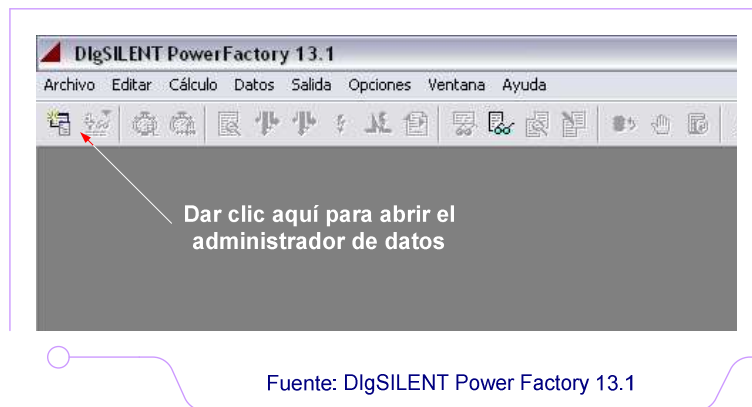 DIgSILENT PowerFactory 13.1
Archivo Editar Cálculo Datos Salida Opciones Ventana Ayuda
Dar clic aquí para abrir el
administrador de datos
Fuente: DIgSILENT Power Factory 13.1